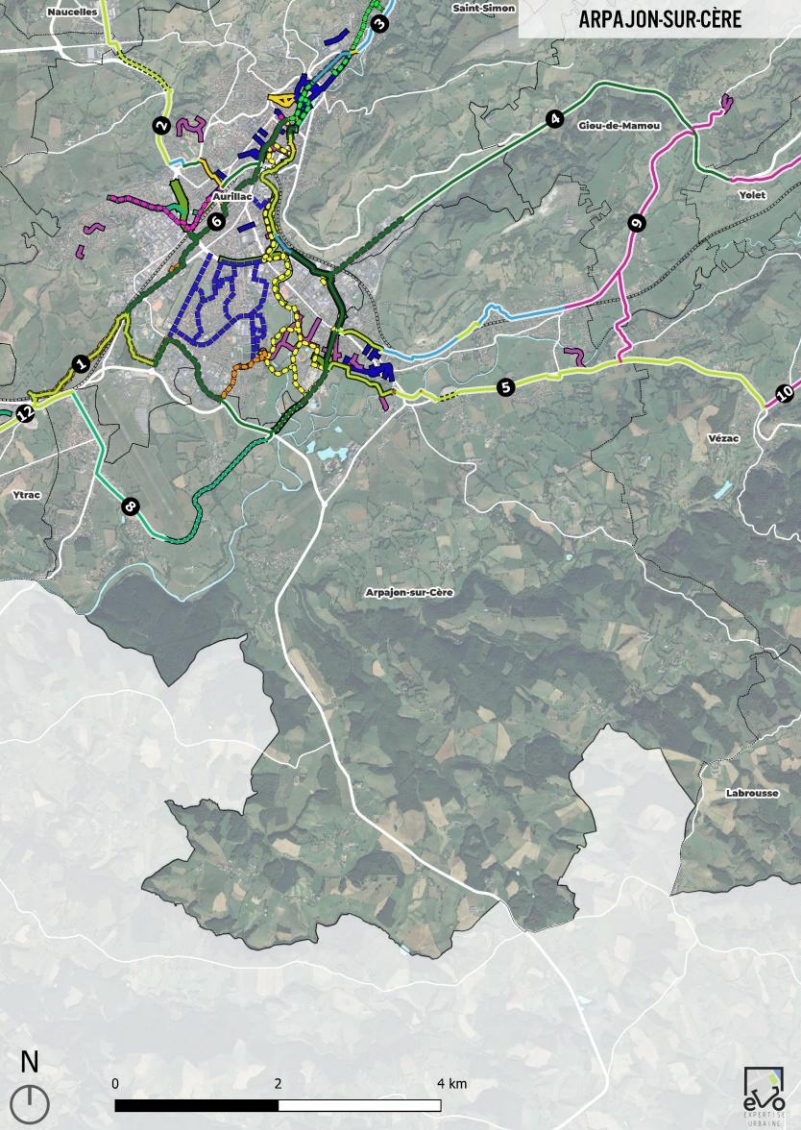 Naucelles
Saint-Simon
ARPAJON-SUR-CÈRE
3
2
4
Giou-de-Mamou
Aurillac
Yolet
6
9
1
5
10
12
Vézac
Ytrac
8
Arpajon-sur-Cère
Labrousse
N
0 2 4 km
eVo
EXPERTISE
URBAINE